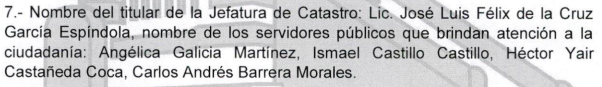 7.- Nombre del titular de la Jefatura de Catastro: Lic. José Luis Félix de la Cruz
García Espíndola, nombre de los servidores públicos que brindan atención a la
ciudadanía: Angélica Galicia Martínez, Ismael Castillo Castillo, Héctor Yair
Castañeda Coca, Carlos Andrés Barrera Morales.